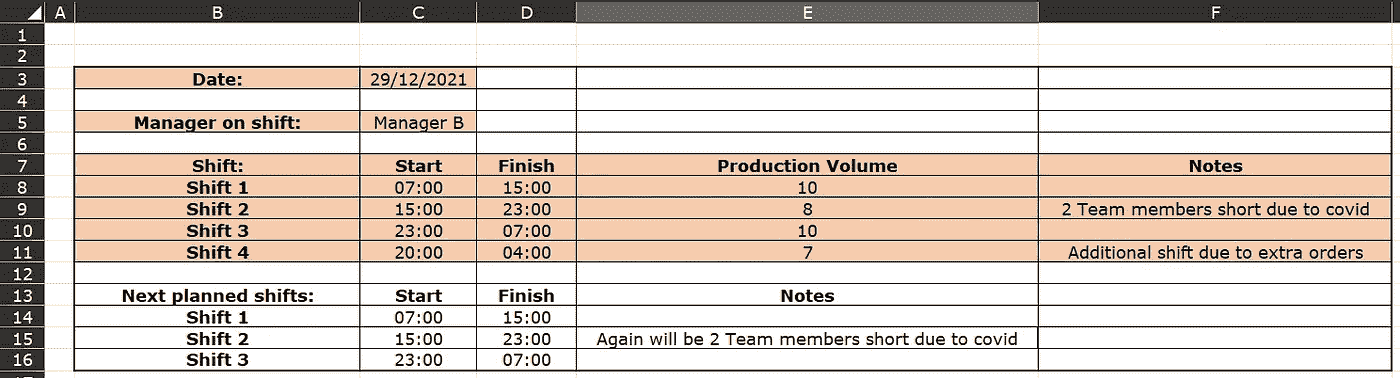 A B C D E F
1
2
3 Date: 29/12/2021
4
5 Manager on shift: Manager B
6
7 Shift: Start Finish Production Volume Notes
8 Shift 1 07:00 15:00 10
9 Shift 2 15:00 23:00 8 2 Team members short due to covid
10 Shift 3 23:00 07:00 10
11 Shift 4 20:00 04:00 7 Additional shift due to extra orders
12
13 Next planned shifts: Start Finish Notes
14 Shift 1 07:00 15:00
15 Shift 2 15:00 23:00 Again will be 2 Team members short due to covid
16 Shift 3 23:00 07:00